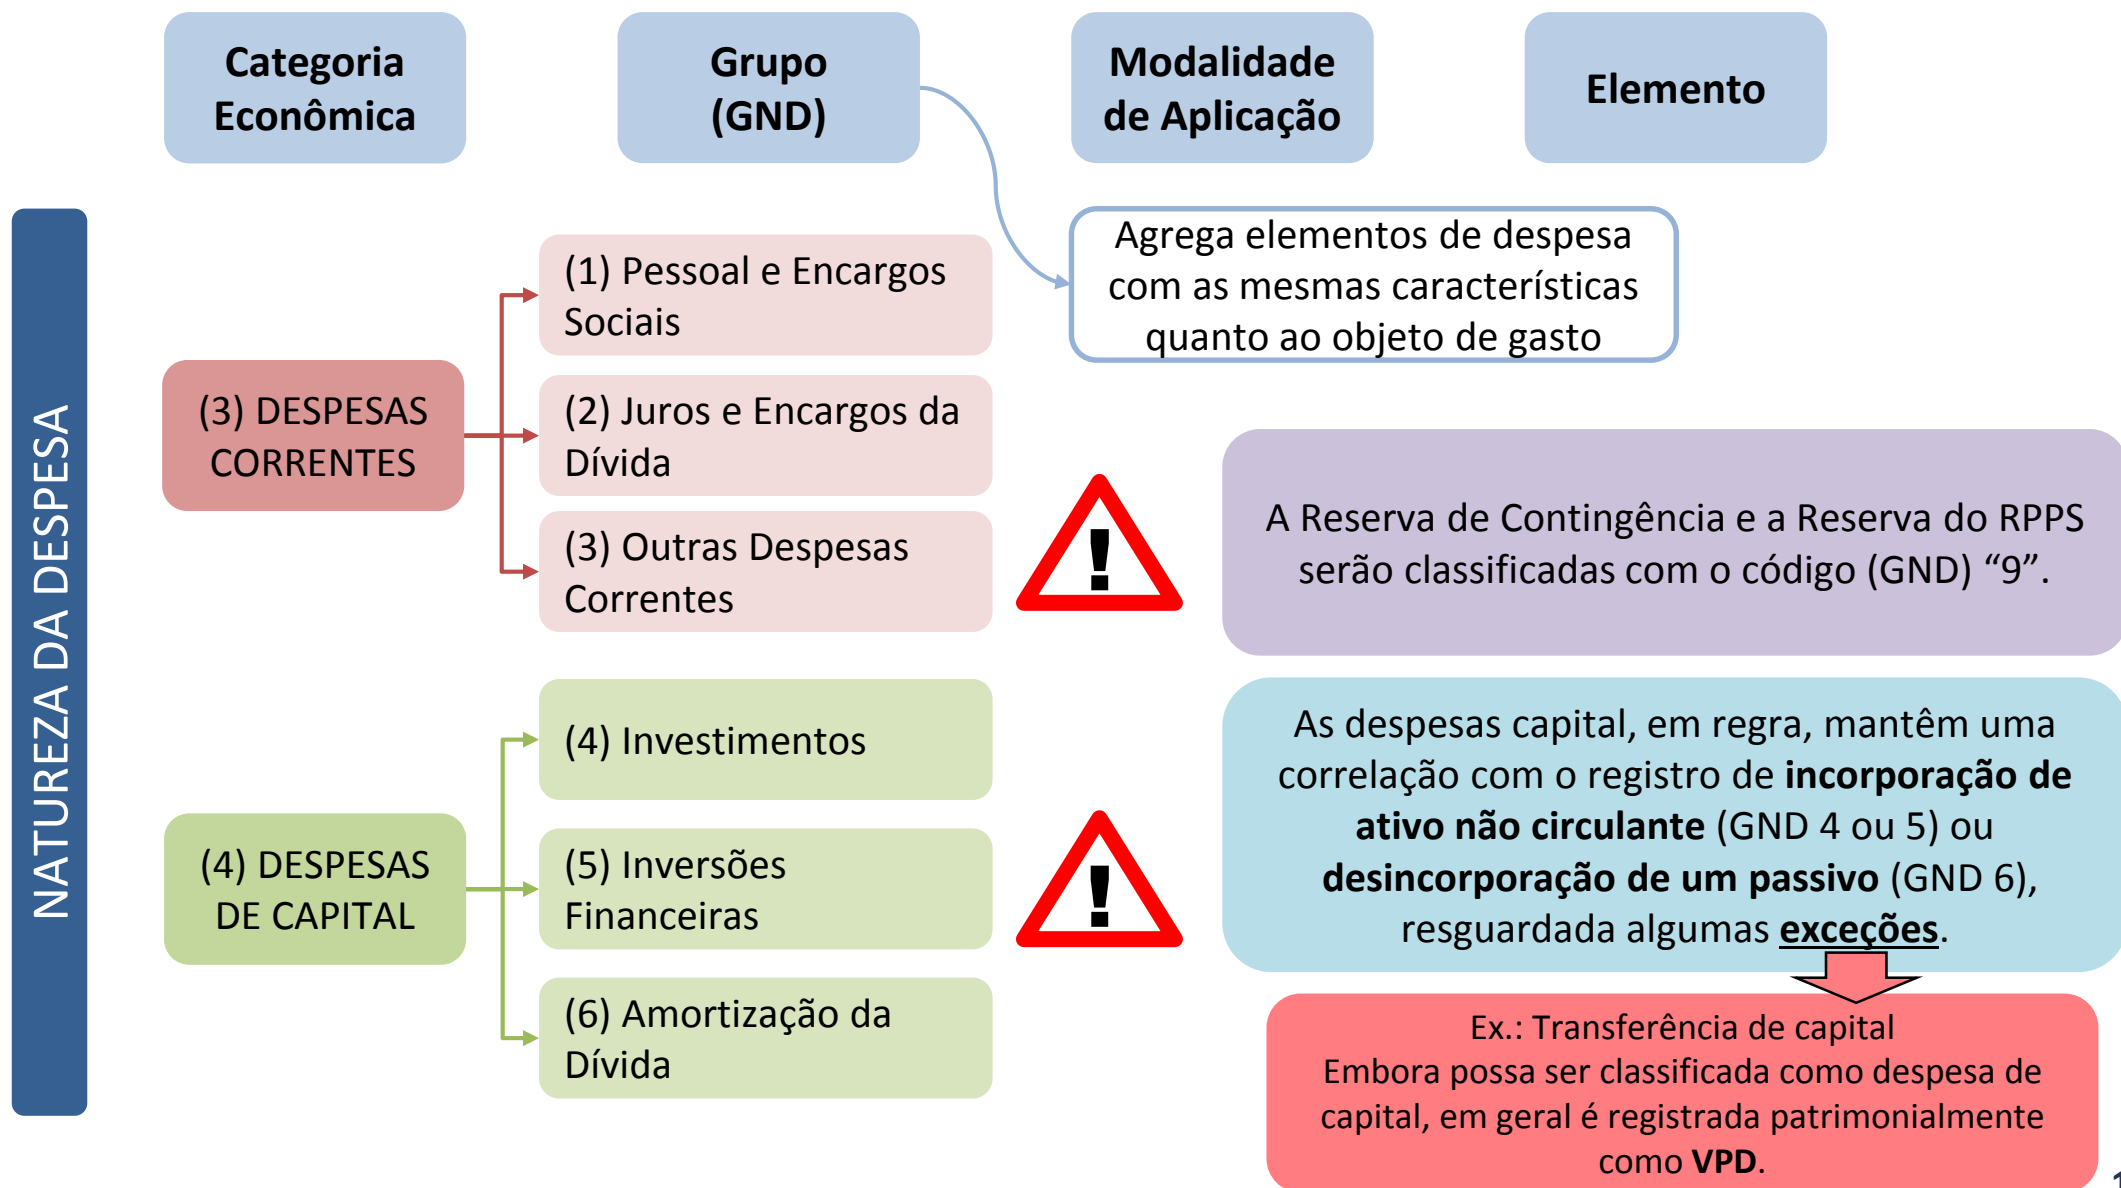 Categoria
Econômica
Grupo
(GND)
Modalidade
de Aplicação
Elemento
NATUREZA DA DESPESA
Agrega elementos de despesa
com as mesmas características
quanto ao objeto de gasto
(3) DESPESAS
CORRENTES
(1) Pessoal e Encargos
Sociais
(2) Juros e Encargos da
Dívida
(3) Outras Despesas
Correntes
!
A Reserva de Contingência e a Reserva do RPPS
serão classificadas com o código (GND) “9”.
(4) DESPESAS
DE CAPITAL
(4) Investimentos
(5) Inversões
Financeiras
(6) Amortização da
Dívida
!
As despesas capital, em regra, mantêm uma
correlação com o registro de incorporação de
ativo não circulante (GND 4 ou 5) ou
desincorporação de um passivo (GND 6),
resguardada algumas exceções.
Ex.: Transferência de capital
Embora possa ser classificada como despesa de
capital, em geral é registrada patrimonialmente
como VPD.